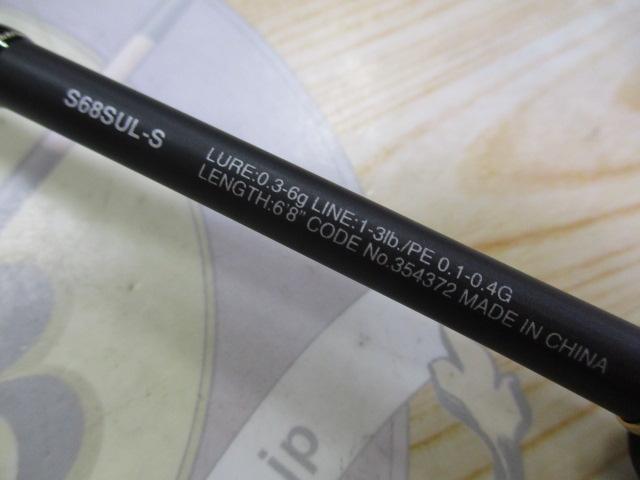 S68SUL-S
LURE:0.3-6g LINE:1-3lb./PE 0.1-0.4G
LENGTH:6'8" CODE No.354372 MADE IN CHINA
jp